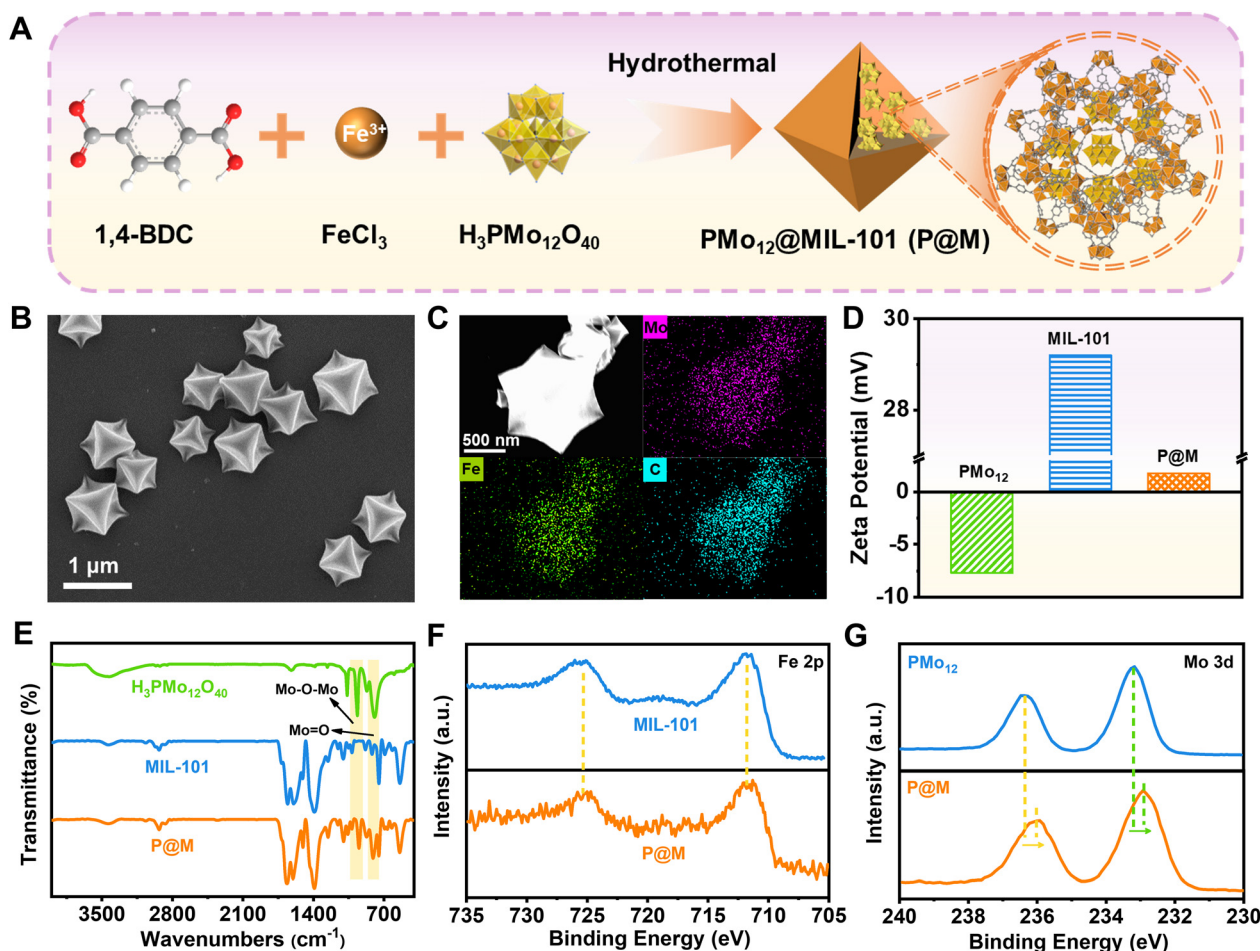 A
Hydrothermal
Fe³⁺
1,4-BDC
FeCl₃
H₃PMo₁₂O₄₀
PMo₁₂@MIL-101 (P@M)
B
1 μm
C
Mo
500 nm
Fe
C
D
Zeta Potential (mV)
30
28
0
-5
-10
PMo₁₂
MIL-101
P@M
E
Transmittance (%)
H₃PMo₁₂O₄₀
Mo-O-Mo
Mo=O
MIL-101
P@M
3500 2800 2100 1400 700
Wavenumbers (cm⁻¹)
F
Fe 2p
Intensity (a.u.)
MIL-101
P@M
735 730 725 720 715 710 705
Binding Energy (eV)
G
Mo 3d
PMo₁₂
Intensity (a.u.)
P@M
240 238 236 234 232 230
Binding Energy (eV)